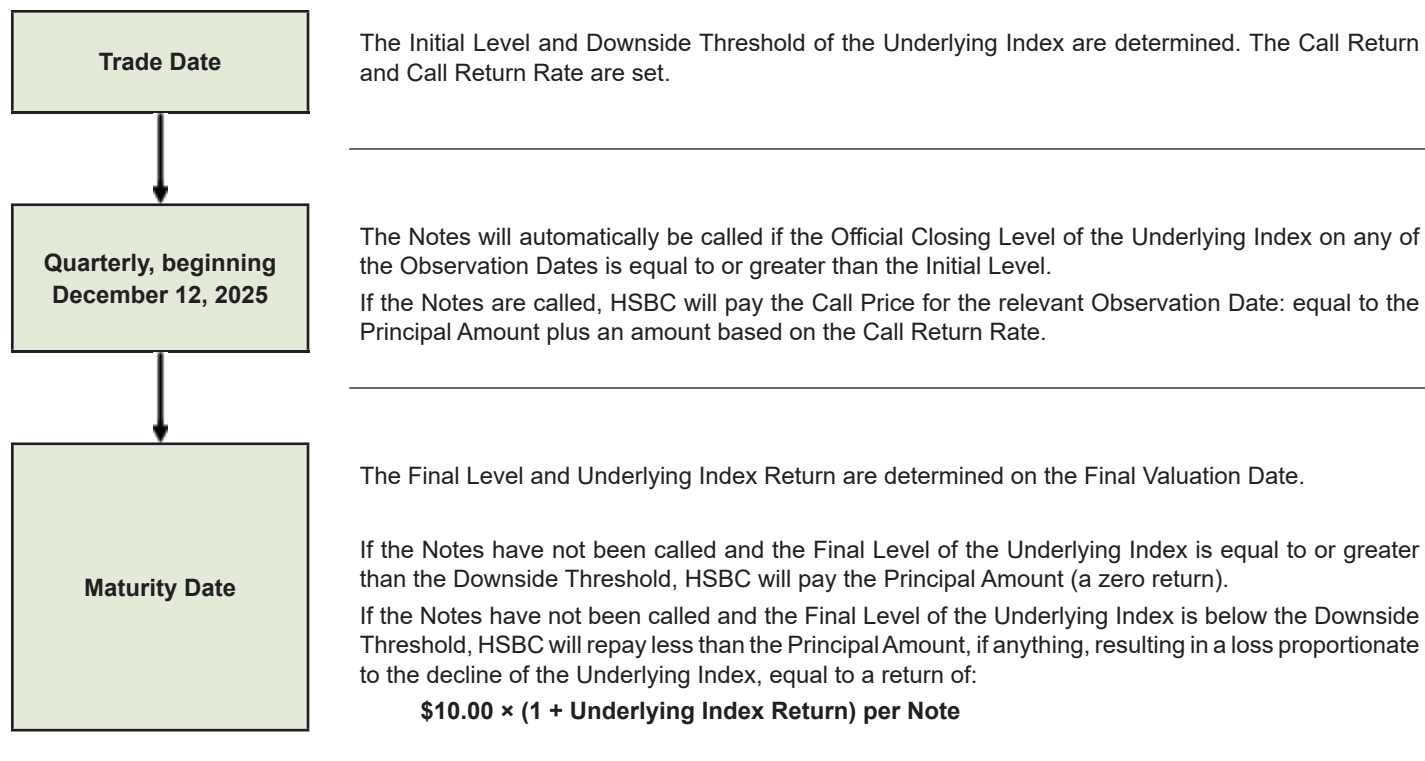 Trade Date
The Initial Level and Downside Threshold of the Underlying Index are determined. The Call Return
and Call Return Rate are set.
Quarterly, beginning
December 12, 2025
The Notes will automatically be called if the Official Closing Level of the Underlying Index on any of
the Observation Dates is equal to or greater than the Initial Level.
If the Notes are called, HSBC will pay the Call Price for the relevant Observation Date: equal to the
Principal Amount plus an amount based on the Call Return Rate.
Maturity Date
The Final Level and Underlying Index Return are determined on the Final Valuation Date.
If the Notes have not been called and the Final Level of the Underlying Index is equal to or greater
than the Downside Threshold, HSBC will pay the Principal Amount (a zero return).
If the Notes have not been called and the Final Level of the Underlying Index is below the Downside
Threshold, HSBC will repay less than the Principal Amount, if anything, resulting in a loss proportionate
to the decline of the Underlying Index, equal to a return of:
$10.00 × (1 + Underlying Index Return) per Note